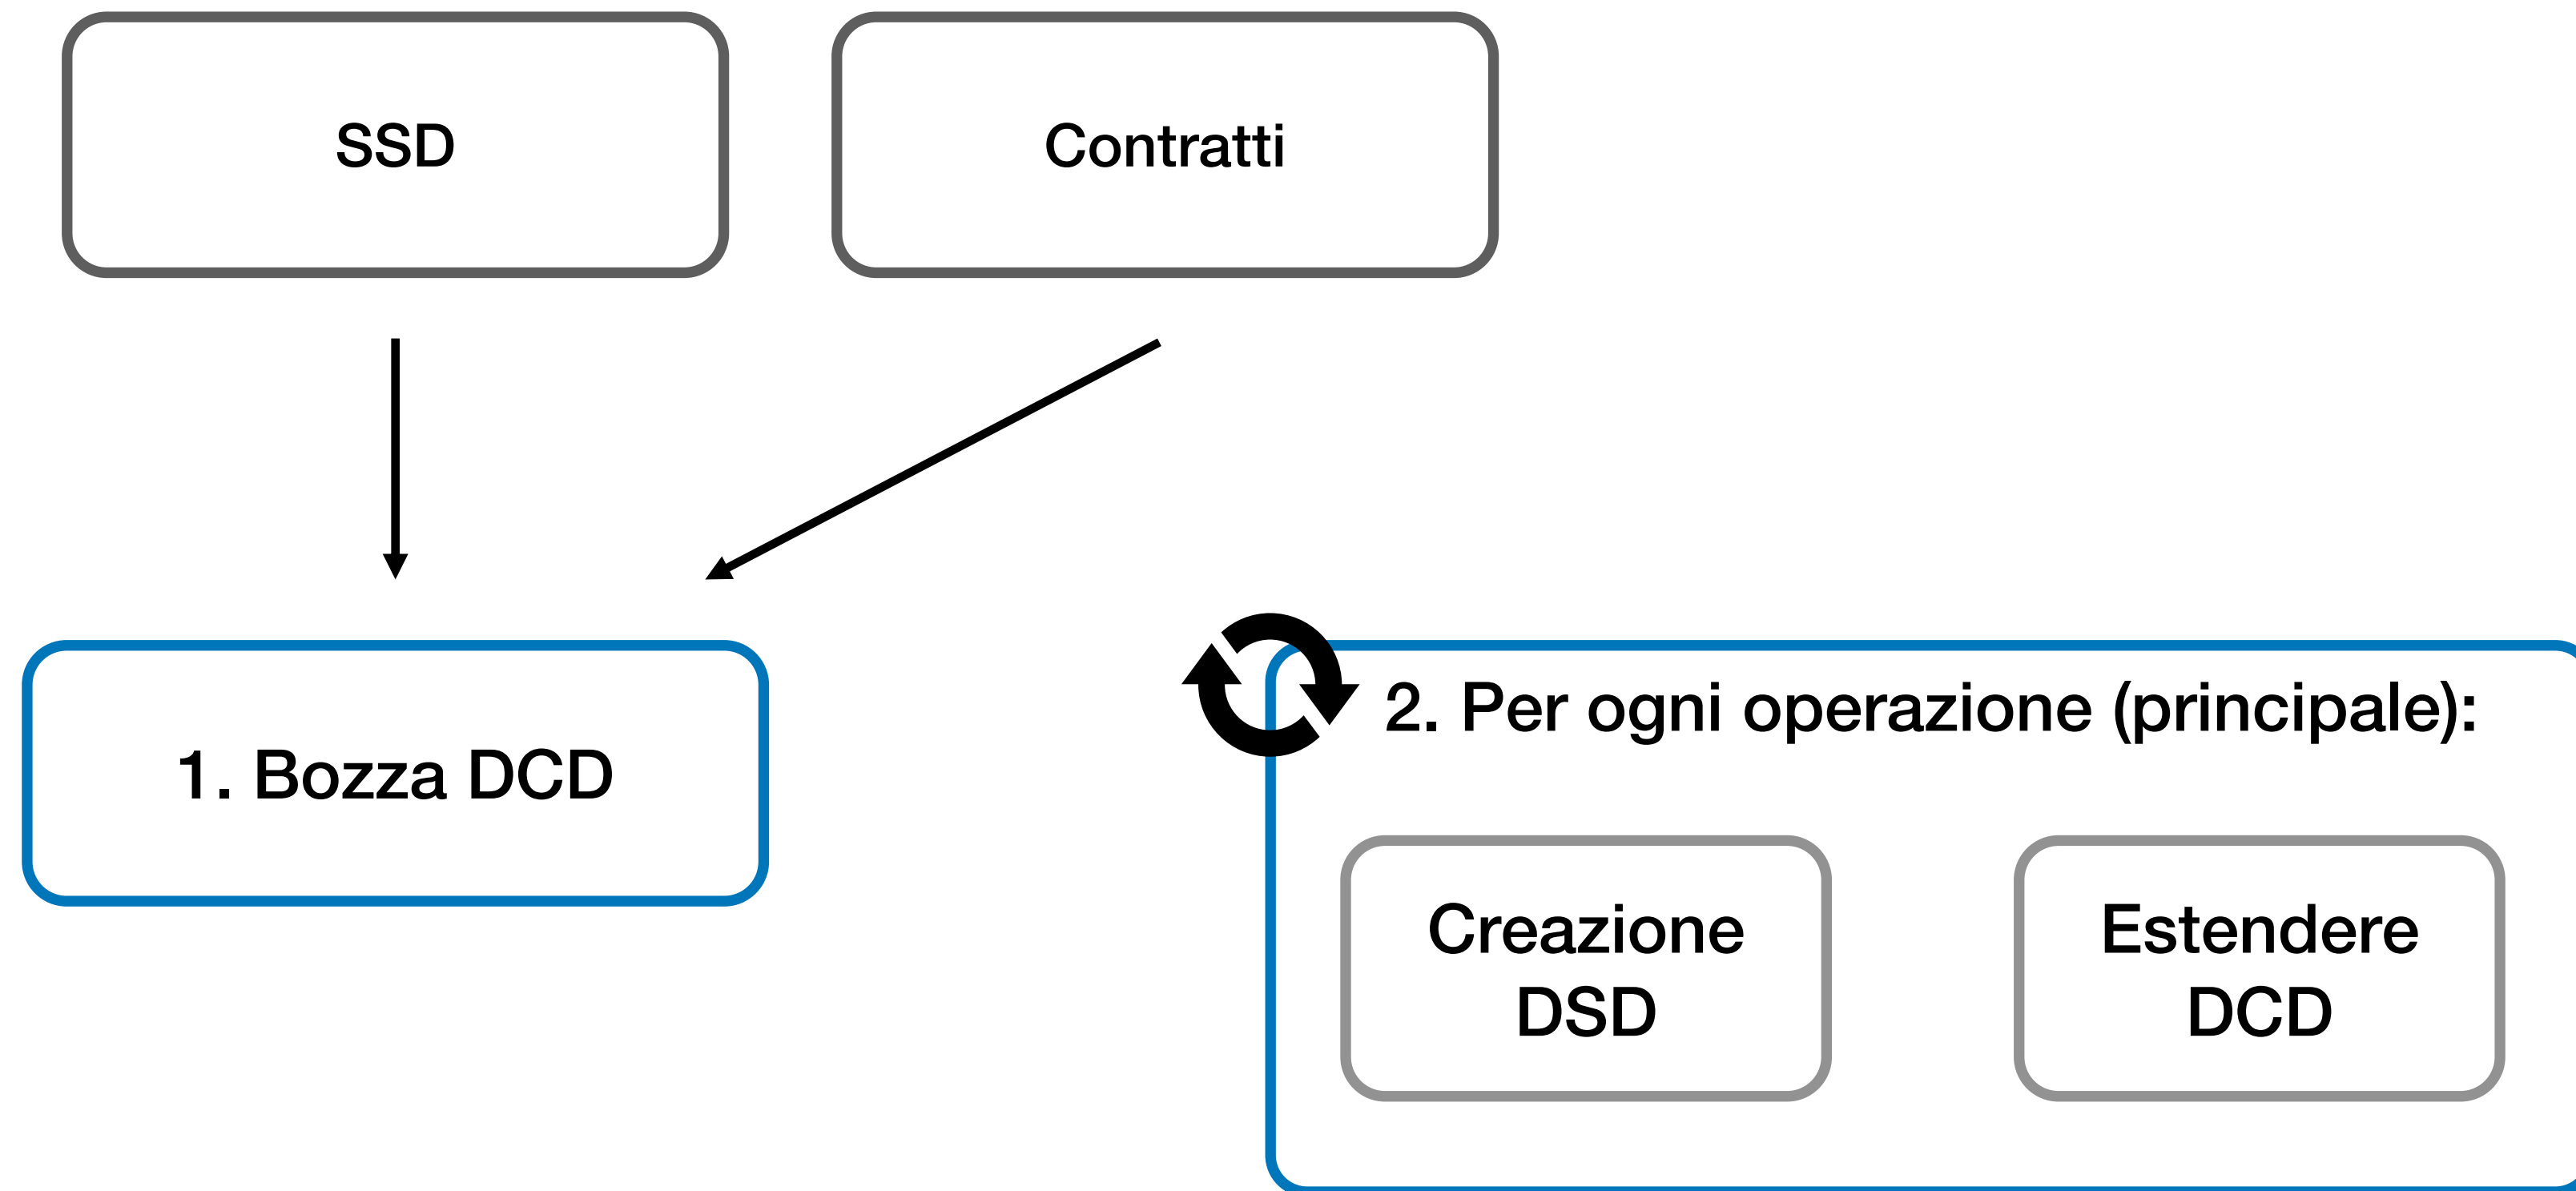 SSD
Contratti
1. Bozza DCD
2. Per ogni operazione (principale):
Creazione
DSD
Estendere
DCD